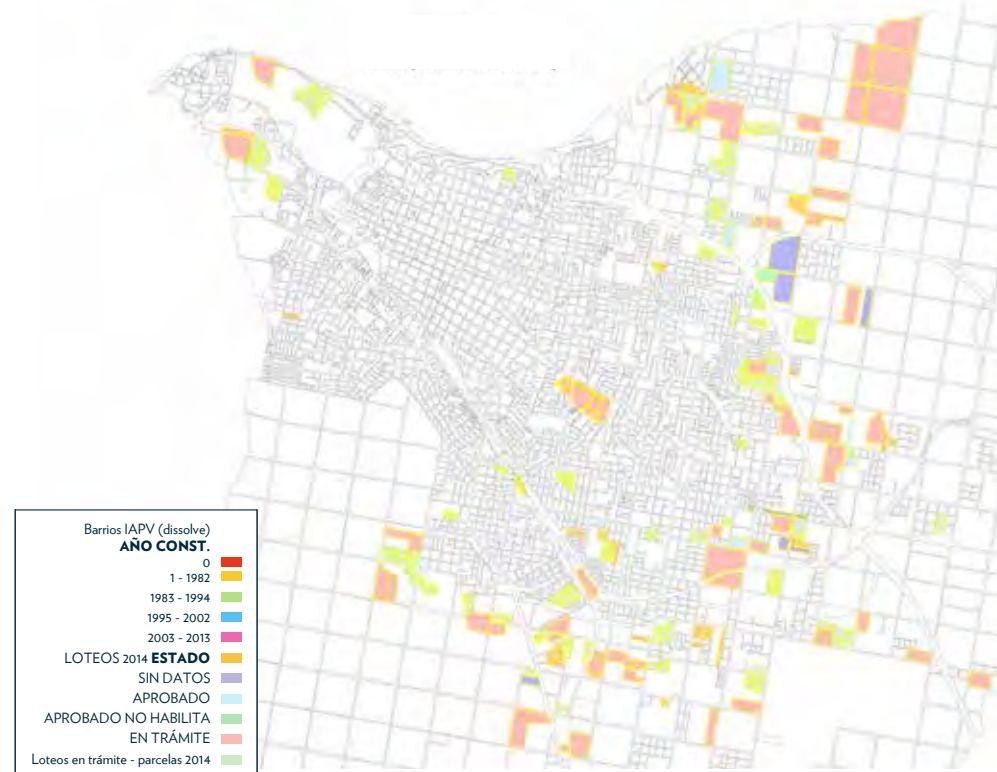 Barrios IAPV (dissolve)
AÑO CONST.
0
1 - 1982
1983 - 1994
1995 - 2002
2003 - 2013
LOTEOS 2014 ESTADO
SIN DATOS
APROBADO
APROBADO NO HABILITA
EN TRÁMITE
Loteos en trámite - parcelas 2014